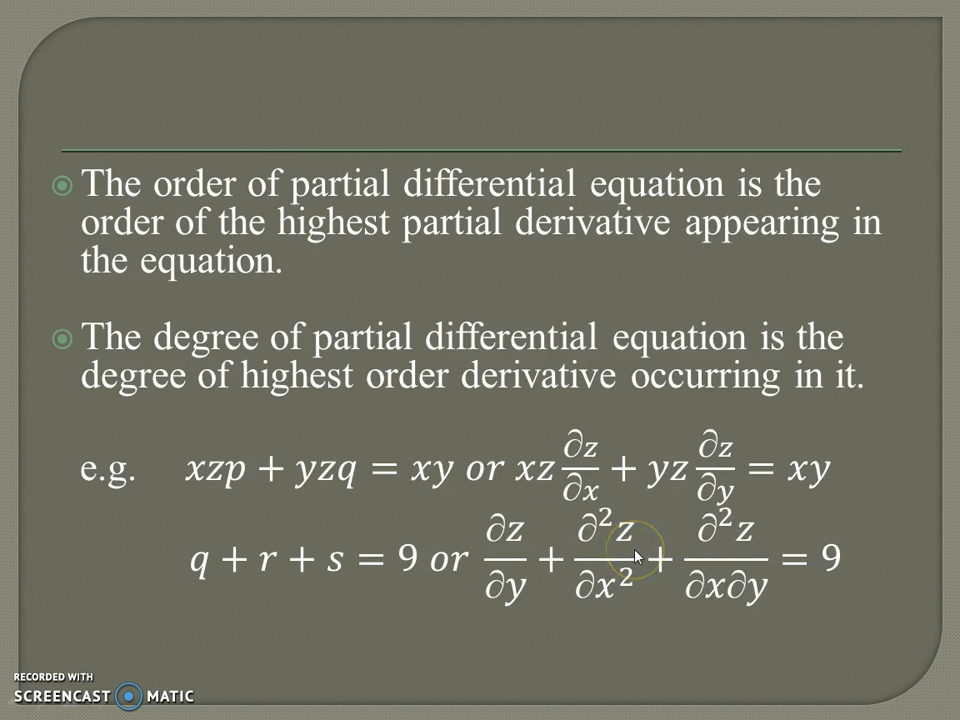 The order of partial differential equation is the
order of the highest partial derivative appearing in
the equation.
The degree of partial differential equation is the
degree of highest order derivative occurring in it.
e.g. xzp + yzq = xy or xz ∂z/∂x + yz ∂z/∂y = xy
q + r + s = 9 or ∂z/∂y + ∂²z/∂x² + ∂²z/∂x∂y = 9
RECORDED WITH
SCREENCAST MATIC